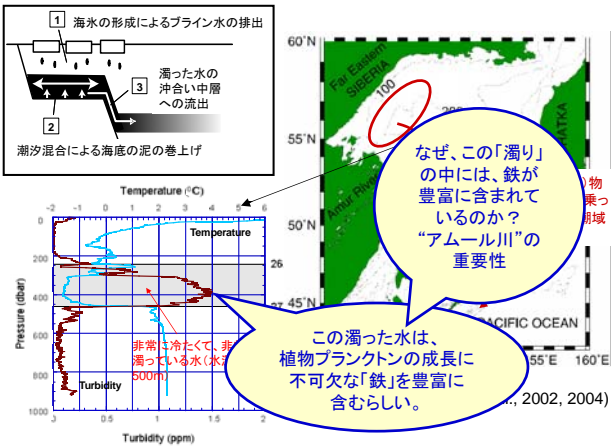 1 海氷の形成によるブライン水の排出
3 濁った水の
沖合い中層
への流出
2
潮汐混合による海底の泥の巻上げ
60°N
55°N
50°N
45°N
Far Eastern
SIBERIA
100
Amur River
HATKA
PACIFIC OCEAN
155°E
160°E
なぜ、この「濁り」
の中には、鉄が
豊富に含まれて
いるのか？
“アムール川”の
重要性
物
乗っ
域
Temperature (°C)
-2 -1 0 1 2 3 4 5 6
Temperature
0
200
400
600
800
1000
Pressure (dbar)
26
27
非常に冷たくて、非
濁っている水(水
500m)
Turbidity
0 0.5 1 1.5 2
Turbidity (ppm)
この濁った水は、
植物プランクトンの成長に
不可欠な「鉄」を豊富に
含むらしい。
., 2002, 2004)